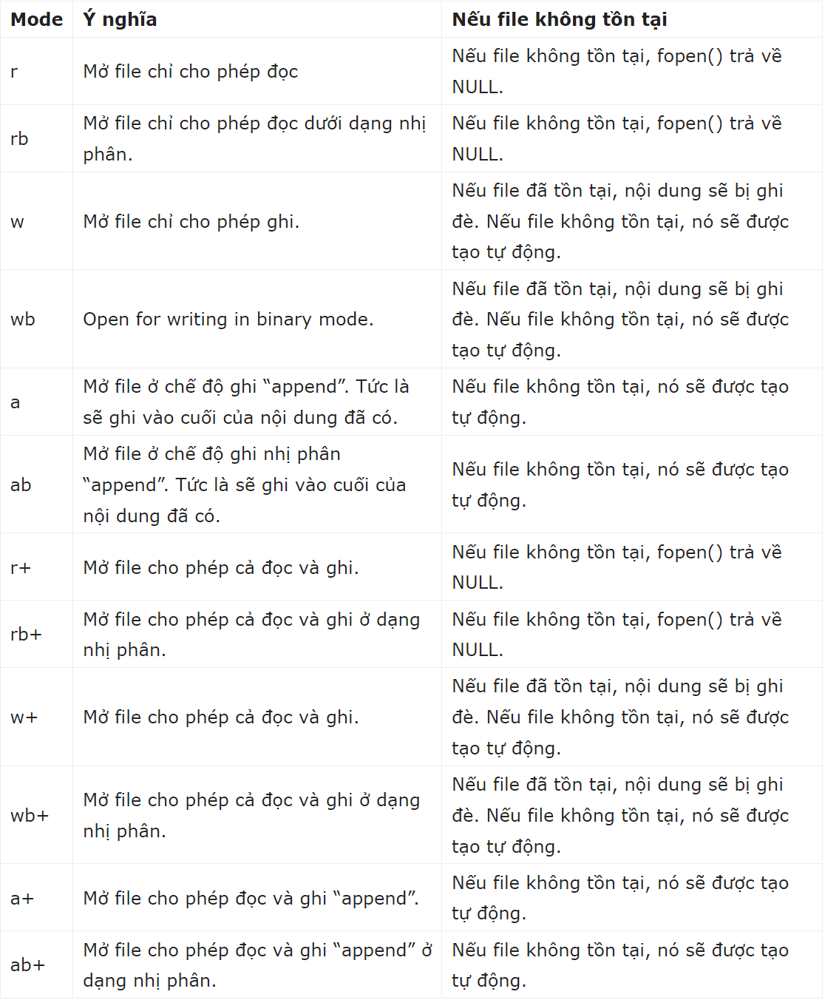 Mode Ý nghĩa Nếu file không tồn tại
r Mở file chỉ cho phép đọc Nếu file không tồn tại, fopen() trả về
NULL.
rb Mở file chỉ cho phép đọc dưới dạng nhị
phân. Nếu file không tồn tại, fopen() trả về
NULL.
w Mở file chỉ cho phép ghi. Nếu file đã tồn tại, nội dung sẽ bị ghi
đè. Nếu file không tồn tại, nó sẽ được
tạo tự động.
wb Open for writing in binary mode. Nếu file đã tồn tại, nội dung sẽ bị ghi
đè. Nếu file không tồn tại, nó sẽ được
tạo tự động.
a Mở file ở chế độ ghi “append”. Tức là
sẽ ghi vào cuối của nội dung đã có. Nếu file không tồn tại, nó sẽ được tạo
tự động.
ab Mở file ở chế độ ghi nhị phân
“append”. Tức là sẽ ghi vào cuối của
nội dung đã có. Nếu file không tồn tại, nó sẽ được tạo
tự động.
r+ Mở file cho phép cả đọc và ghi. Nếu file không tồn tại, fopen() trả về
NULL.
rb+ Mở file cho phép cả đọc và ghi ở dạng
nhị phân. Nếu file không tồn tại, fopen() trả về
NULL.
w+ Mở file cho phép cả đọc và ghi. Nếu file đã tồn tại, nội dung sẽ bị ghi
đè. Nếu file không tồn tại, nó sẽ được
tạo tự động.
wb+ Mở file cho phép cả đọc và ghi ở dạng
nhị phân. Nếu file đã tồn tại, nội dung sẽ bị ghi
đè. Nếu file không tồn tại, nó sẽ được
tạo tự động.
a+ Mở file cho phép đọc và ghi “append”. Nếu file không tồn tại, nó sẽ được tạo
tự động.
ab+ Mở file cho phép đọc và ghi “append” ở
dạng nhị phân. Nếu file không tồn tại, nó sẽ được tạo
tự động.